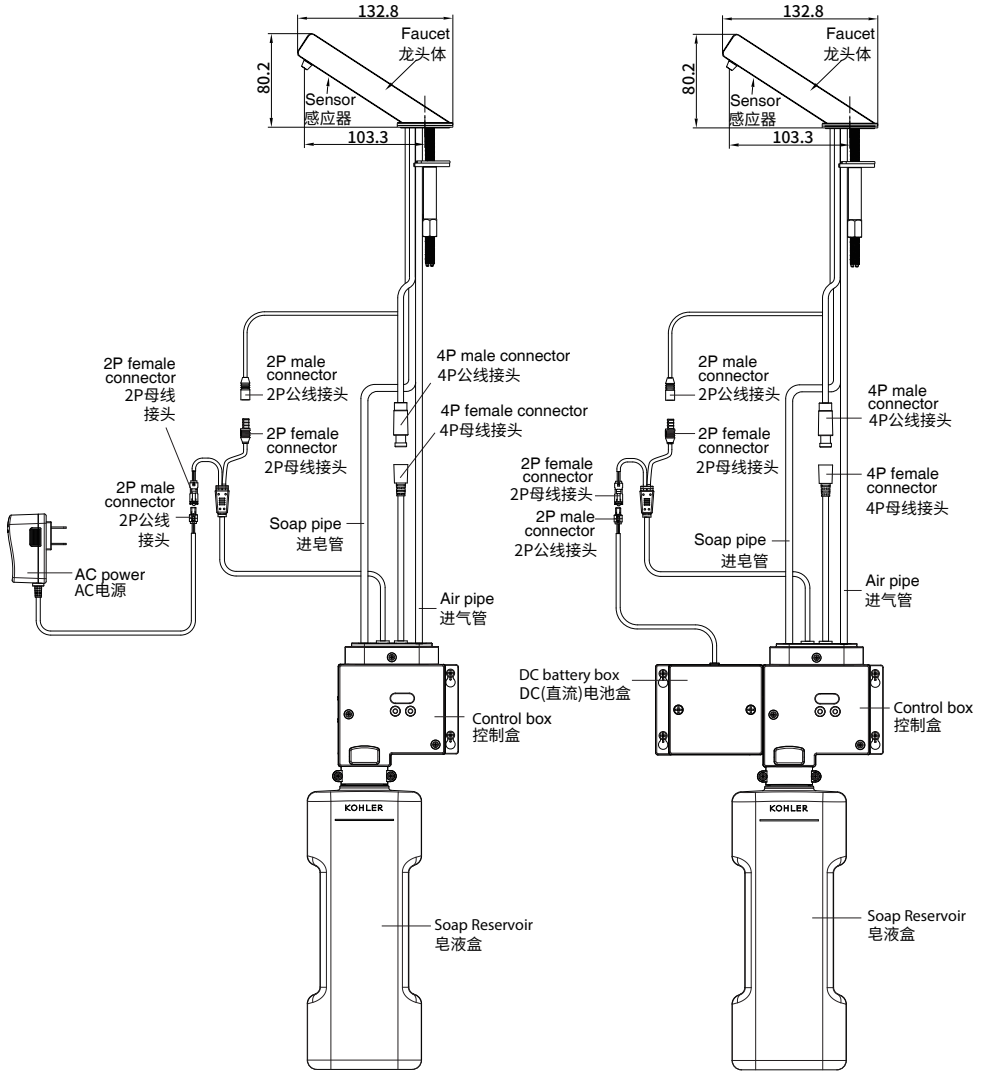 132.8
Faucet
龙头体
80.2
Sensor
感应器
103.3
2P female
connector
2P母线
接头
2P male
connector
2P公线接头
4P male connector
4P公线接头
4P female connector
4P母线接头
2P female
connector
2P母线接头
2P male
connector
2P公线
接头
Soap pipe
进皂管
AC power
AC电源
Air pipe
进气管
Control box
控制盒
KOHLER
Soap Reservoir
皂液盒
132.8
Faucet
龙头体
80.2
Sensor
感应器
103.3
2P male
connector
2P公线接头
4P male
connector
4P公线接头
2P female
connector
2P母线接头
2P female
connector
2P母线接头
4P female
connector
4P母线接头
2P male
connector
2P公线接头
Soap pipe
进皂管
Air pipe
进气管
DC battery box
DC(直流)电池盒
Control box
控制盒
KOHLER
Soap Reservoir
皂液盒